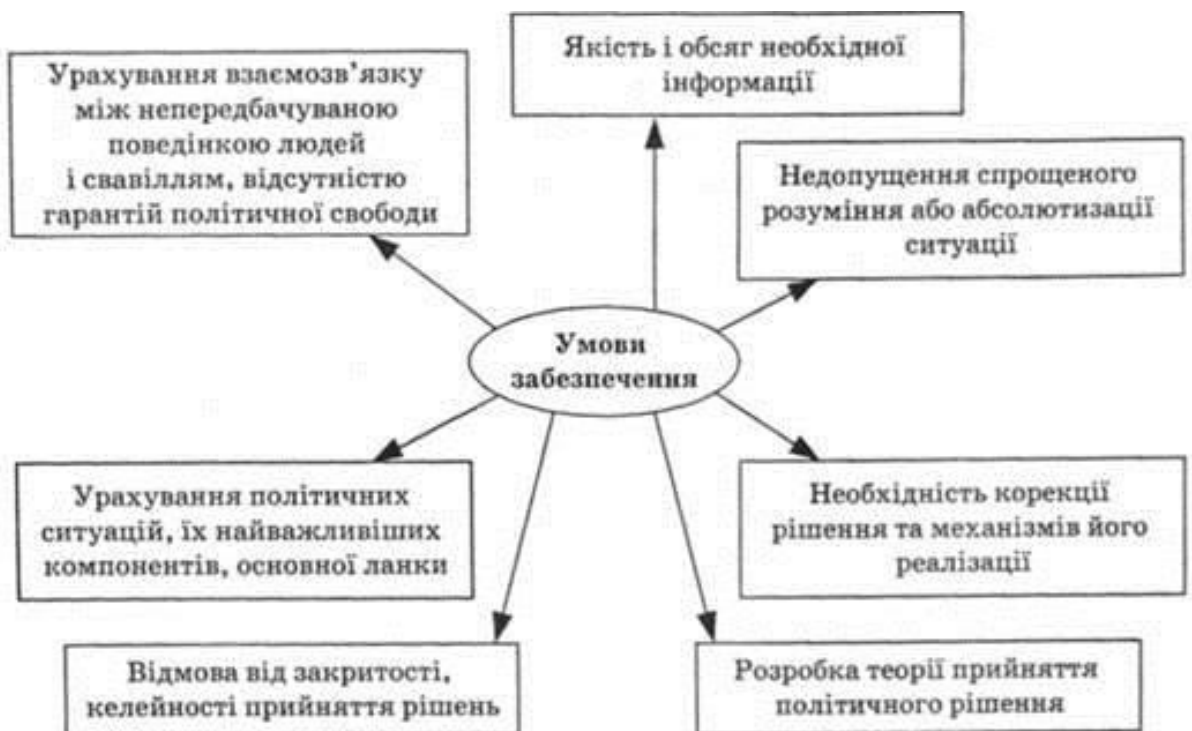 Якість і обсяг необхідної
інформації
Урахування взаємозв’язку
між непередбачуваною
поведінкою людей
і свавіллям, відсутністю
гарантій політичної свободи
Недопущення спрощеного
розуміння або абсолютизації
ситуації
Умови
забезпечення
Урахування політичних
ситуацій, їх найважливіших
компонентів, основної ланки
Необхідність корекції
рішення та механізмів його
реалізації
Відмова від закритості,
келейності прийняття рішень
Розробка теорії прийняття
політичного рішення